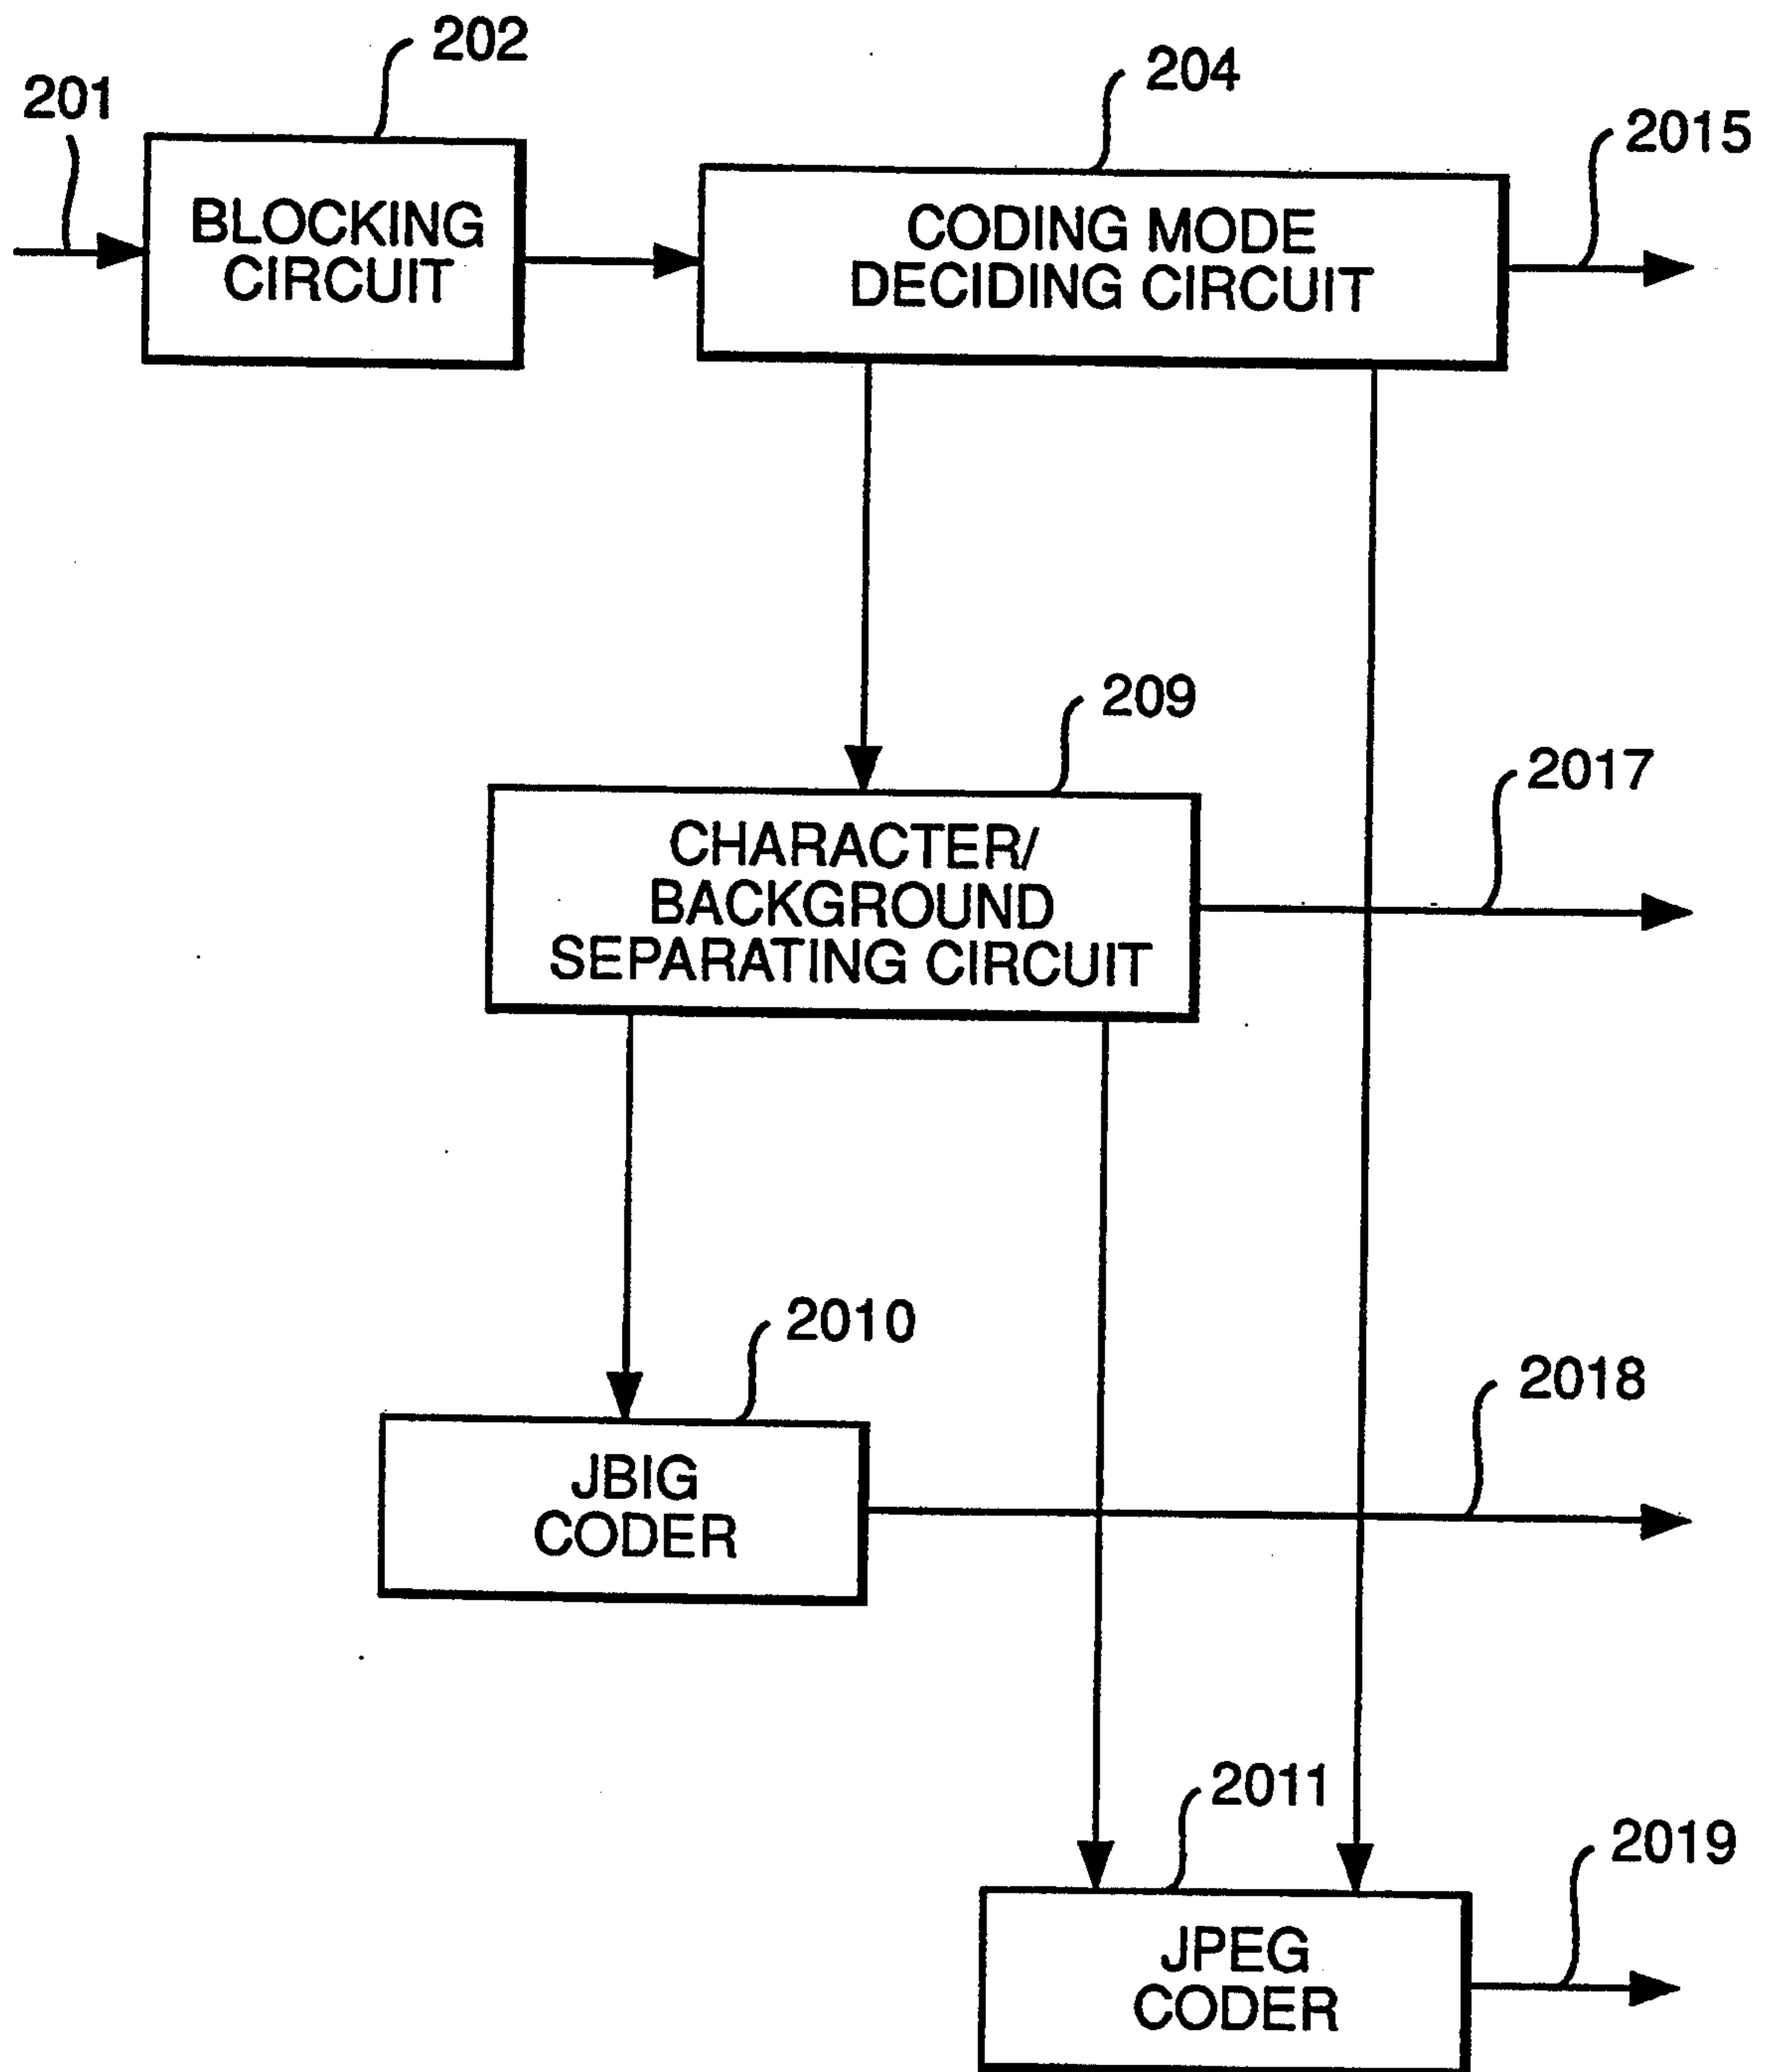 202
204
201
2015
BLOCKING
CIRCUIT
CODING MODE
DECIDING CIRCUIT
209
2017
CHARACTER/
BACKGROUND
SEPARATING CIRCUIT
2010
2018
JBIG
CODER
2011
2019
JPEG
CODER